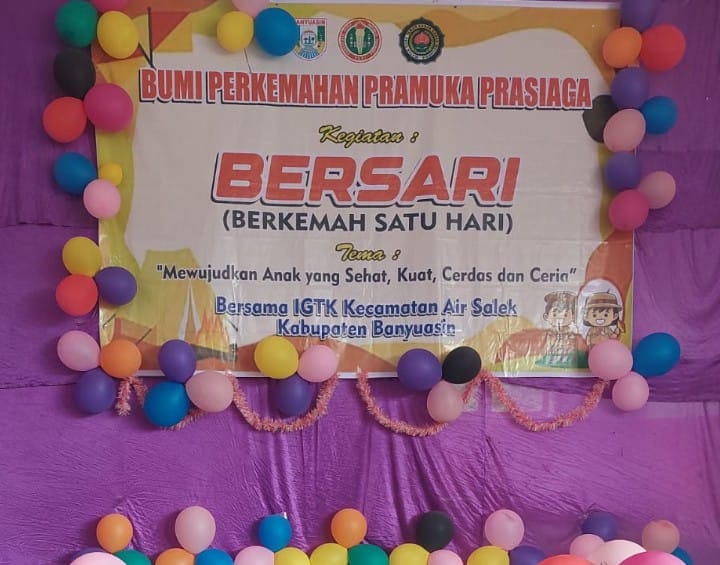 BANYUASIN
BUMI PERKEMAHAN PRAMUKA PRASIAGA
Kegiatan :
BERSARI
(BERKEMAH SATU HARI)
Tema :
"Mewujudkan Anak yang Sehat, Kuat, Cerdas dan Ceria"
Bersama IGTK Kecamatan Air Salek
Kabupaten Banyuasin